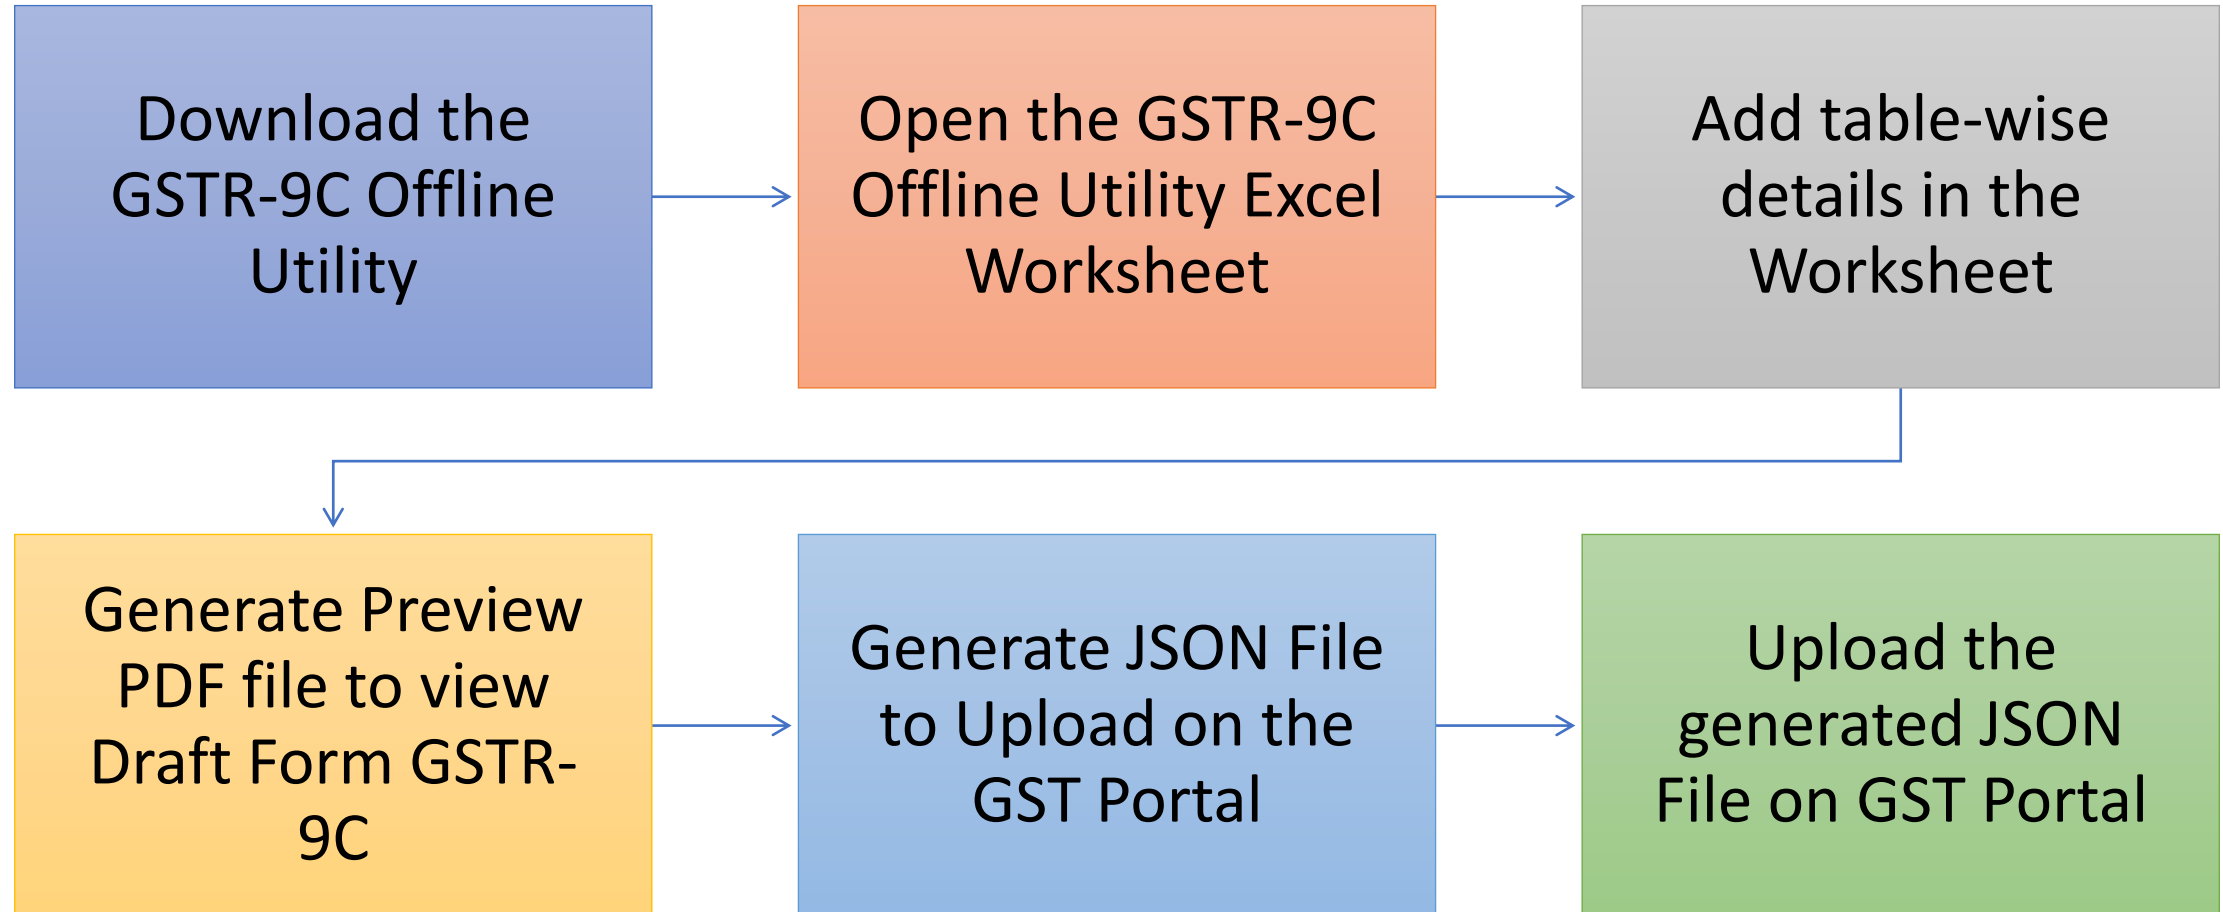 Download the
GSTR-9C Offline
Utility
Open the GSTR-9C
Offline Utility Excel
Worksheet
Add table-wise
details in the
Worksheet
Generate Preview
PDF file to view
Draft Form GSTR-
9C
Generate JSON File
to Upload on the
GST Portal
Upload the
generated JSON
File on GST Portal